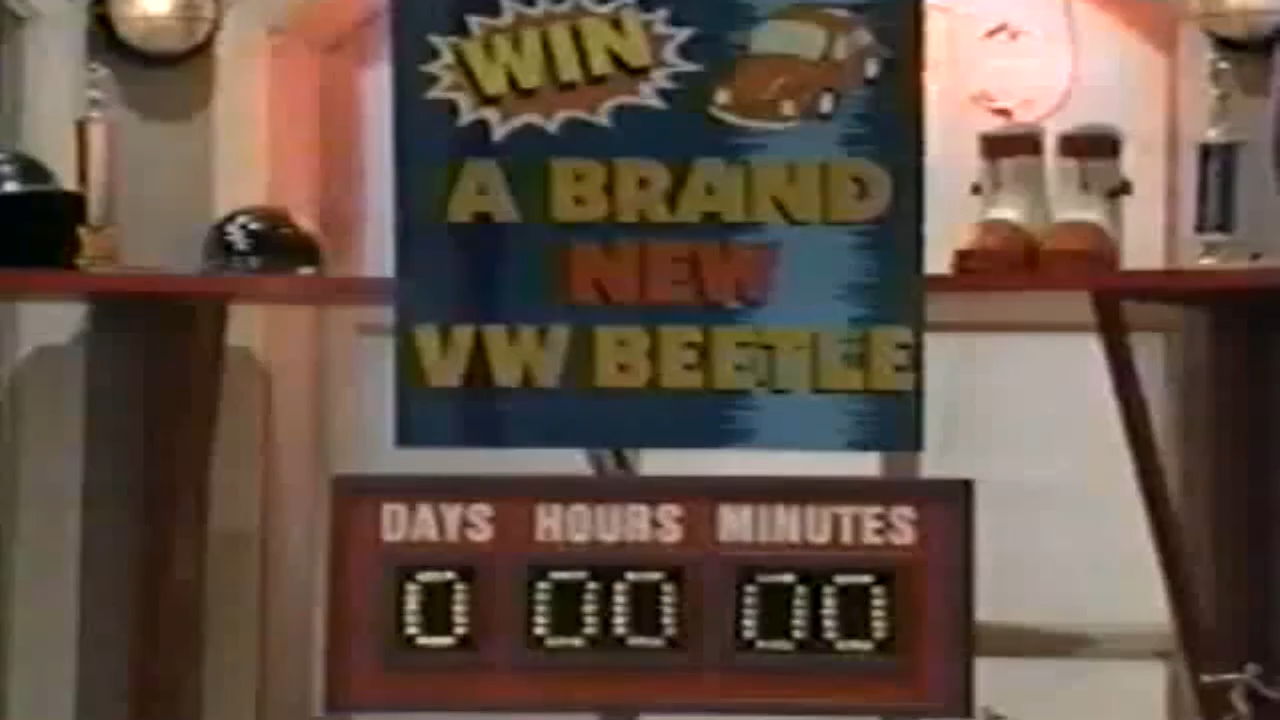 WIN
A BRAND
NEW
VW BEETLE
DAYS HOURS MINUTES
0 00 00